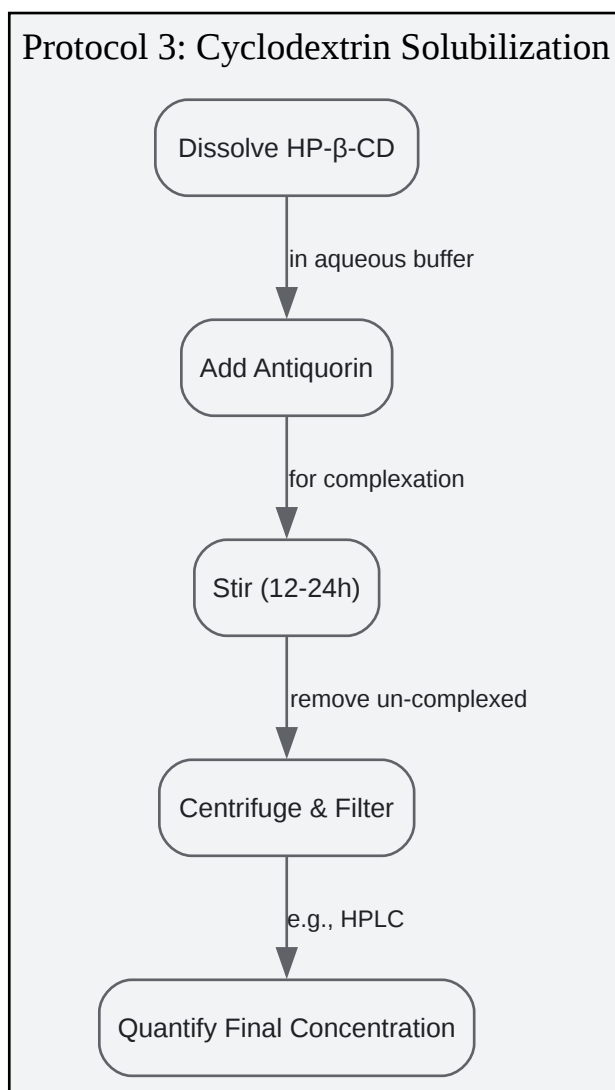 Protocol 3: Cyclodextrin Solubilization
Dissolve HP-β-CD
in aqueous buffer
Add Antiquorin
for complexation
Stir (12-24h)
remove un-complexed
Centrifuge & Filter
e.g., HPLC
Quantify Final Concentration